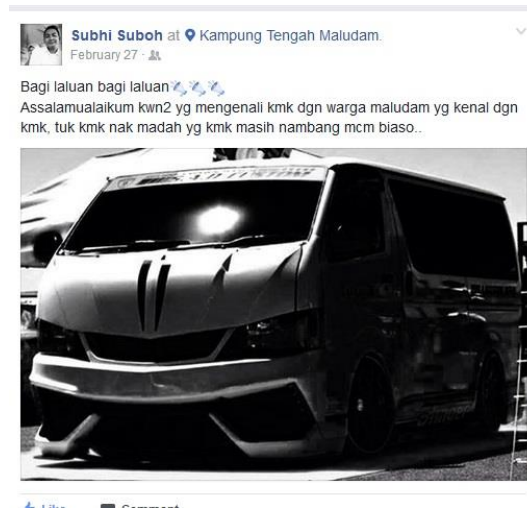 Subhi Suboh at Kampung Tengah Maludam.
February 27
Bagi laluan bagi laluan
Assalamualaikum kwn2 yg mengenali kmk dgn warga maludam yg kenal dgn
kmk, tuk kmk nak madah yg kmk masih nambang mcm biaso..
Like Comment